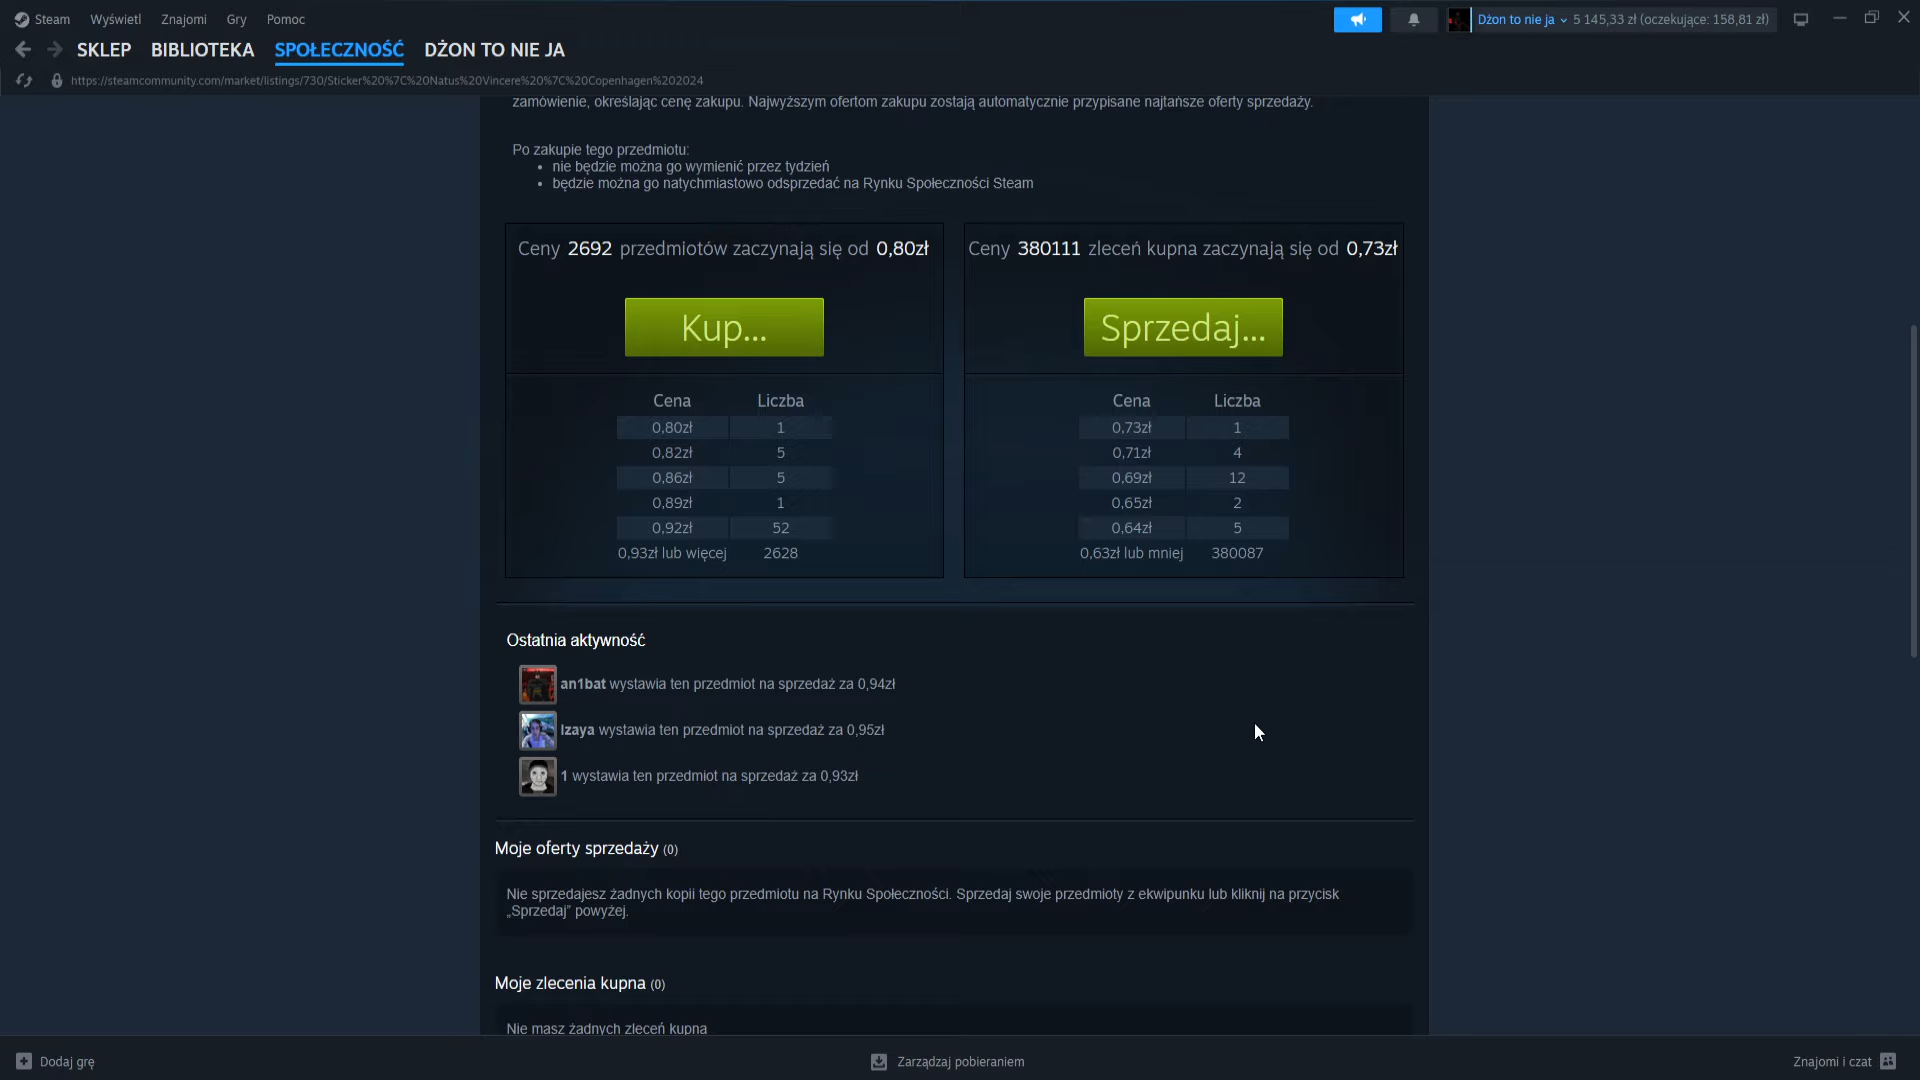 Steam Wyświetl Znajomi Gry Pomoc
Dżon to nie ja 5 145,33 zł (oczekujące: 158,81 zł)
SKLEP BIBLIOTEKA SPOŁECZNOŚĆ DŻON TO NIE JA
https://steamcommunity.com/market/listings/730/Sticker%20%7C%20Natus%20Vincere%20%7C%20Copenhagen%202024
zamówienie, określając cenę zakupu. Najwyższym ofertom zakupu zostają automatycznie przypisane najtańsze oferty sprzedaży.
Po zakupie tego przedmiotu:
• nie będzie można go wymienić przez tydzień
• będzie można go natychmiastowo odsprzedać na Rynku Społeczności Steam
Ceny 2692 przedmiotów zaczynają się od 0,80zł
Kup...
Cena Liczba
0,80zł 1
0,82zł 5
0,86zł 5
0,89zł 1
0,92zł 52
0,93zł lub więcej 2628
Ceny 380111 zleceń kupna zaczynają się od 0,73zł
Sprzedaj...
Cena Liczba
0,73zł 1
0,71zł 4
0,69zł 12
0,65zł 2
0,64zł 5
0,63zł lub mniej 380087
Ostatnia aktywność
an1bat wystawia ten przedmiot na sprzedaż za 0,94zł
Izaya wystawia ten przedmiot na sprzedaż za 0,95zł
1 wystawia ten przedmiot na sprzedaż za 0,93zł
Moje oferty sprzedaży (0)
Nie sprzedajesz żadnych kopii tego przedmiotu na Rynku Społeczności. Sprzedaj swoje przedmioty z ekwipunku lub kliknij na przycisk
„Sprzedaj” powyżej.
Moje zlecenia kupna (0)
Nie masz żadnych zleceń kupna
Dodaj grę
Zarządzaj pobieraniem
Znajomi i czat